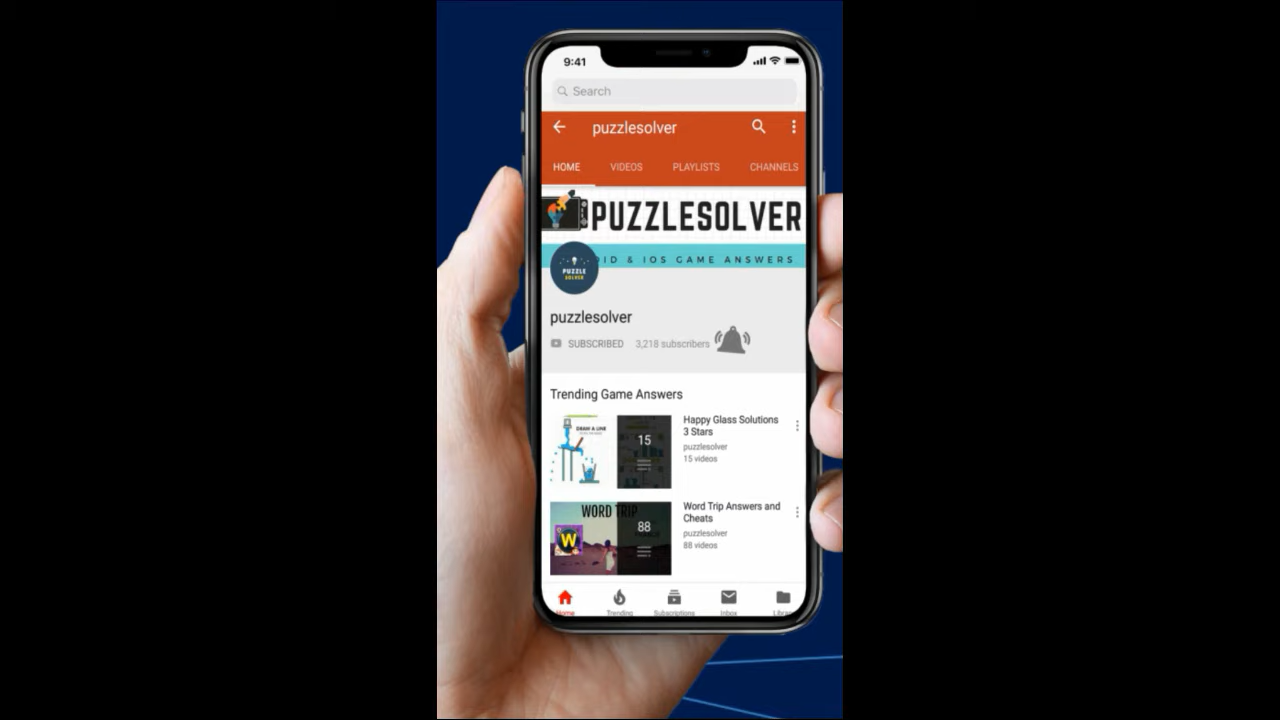 9:41
Search
puzzlesolver
HOME VIDEOS PLAYLISTS CHANNELS
PUZZLESOLVER
ID & IOS GAME ANSWERS
PUZZLE
SOLVER
puzzlesolver
SUBSCRIBED 3,218 subscribers
Trending Game Answers
DRAW A LINE
15
Happy Glass Solutions
3 Stars
puzzlesolver
15 videos
WORD TRIP
W
88
Word Trip Answers and
Cheats
puzzlesolver
88 videos
Home Trending Subscriptions Inbox